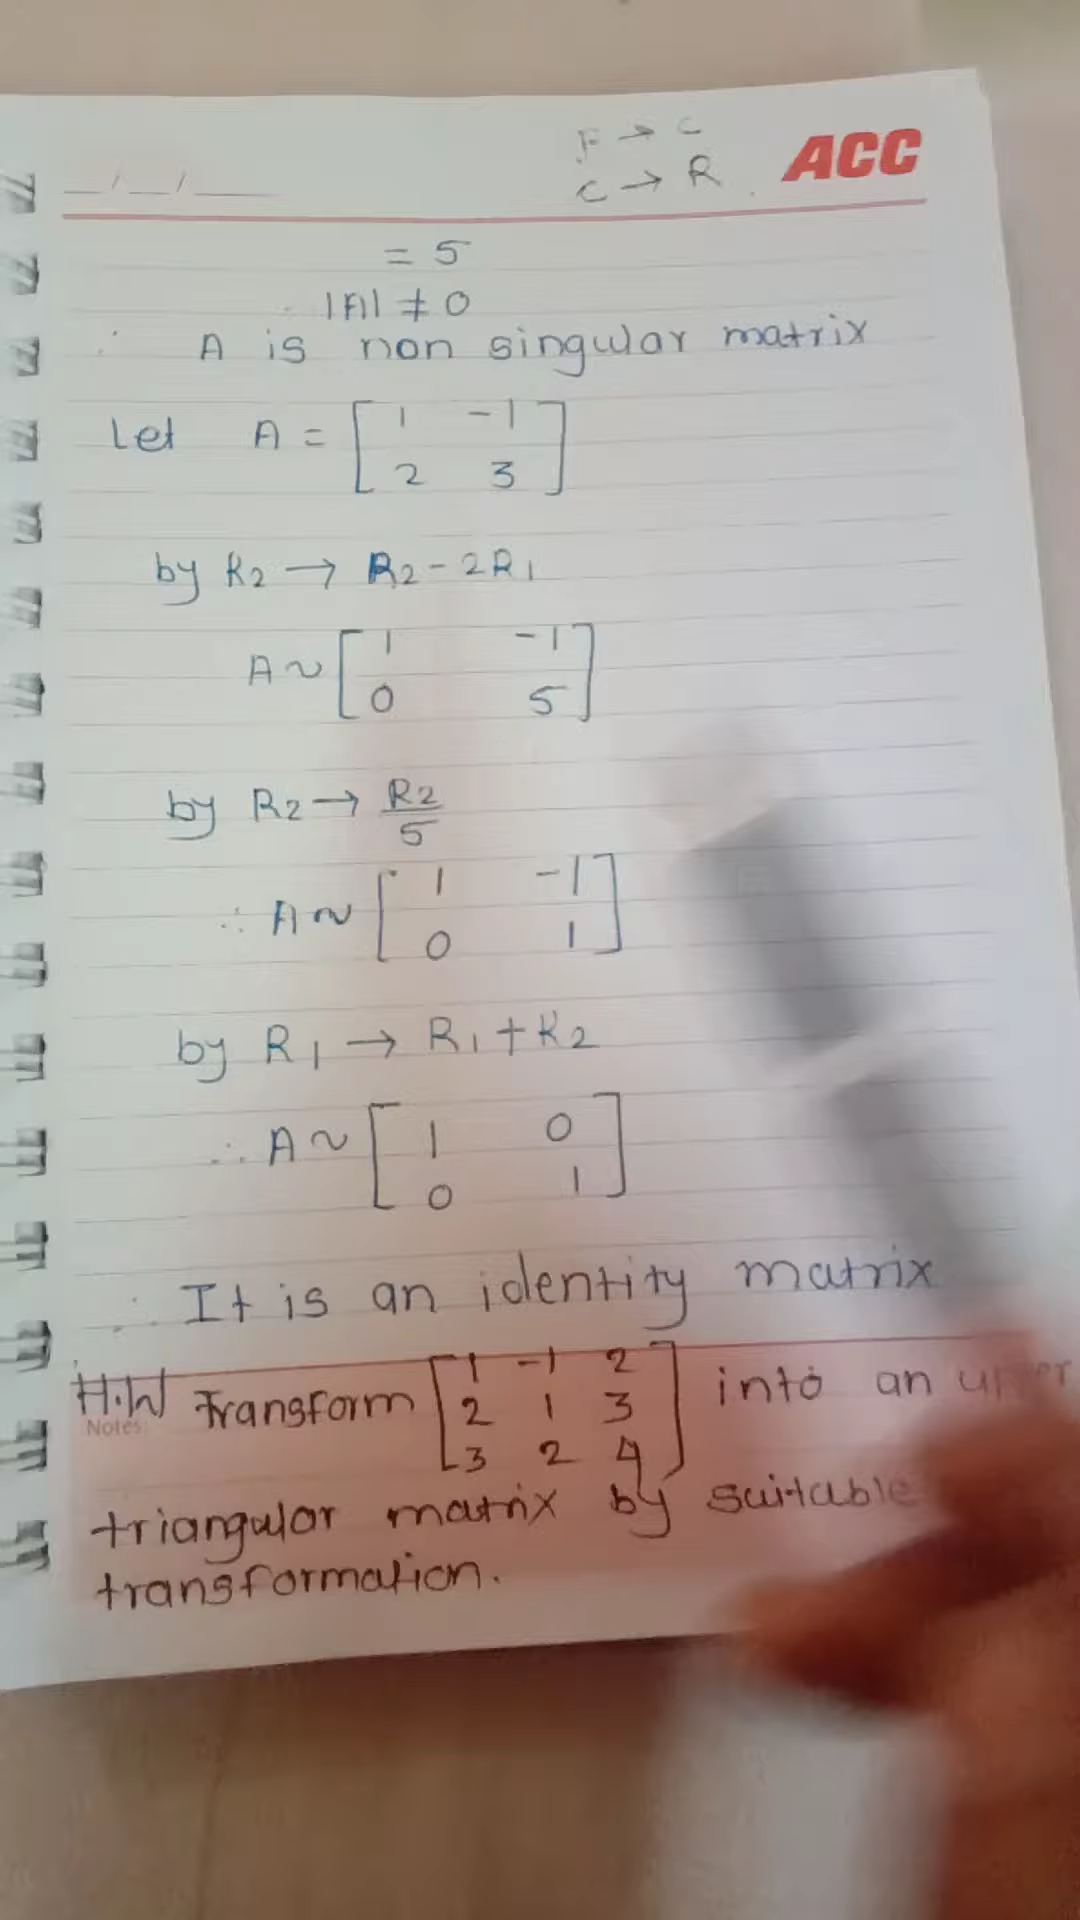 F → C
C → R
ACC
_/_/_
= 5
|A| ≠ 0
∴ A is non singular matrix
Let A = [ 1 -1
2 3 ]
by R2 → R2 - 2R1
A ~ [ 1 -1
0 5 ]
by R2 → R2/5
∴ A ~ [ 1 -1
0 1 ]
by R1 → R1 + R2
∴ A ~ [ 1 0
0 1 ]
∴ It is an identity matrix
H.W Transform [ 1 -1 2
2 1 3
3 2 4 ] into an
Notes:
triangular matrix by suitable
transformation.